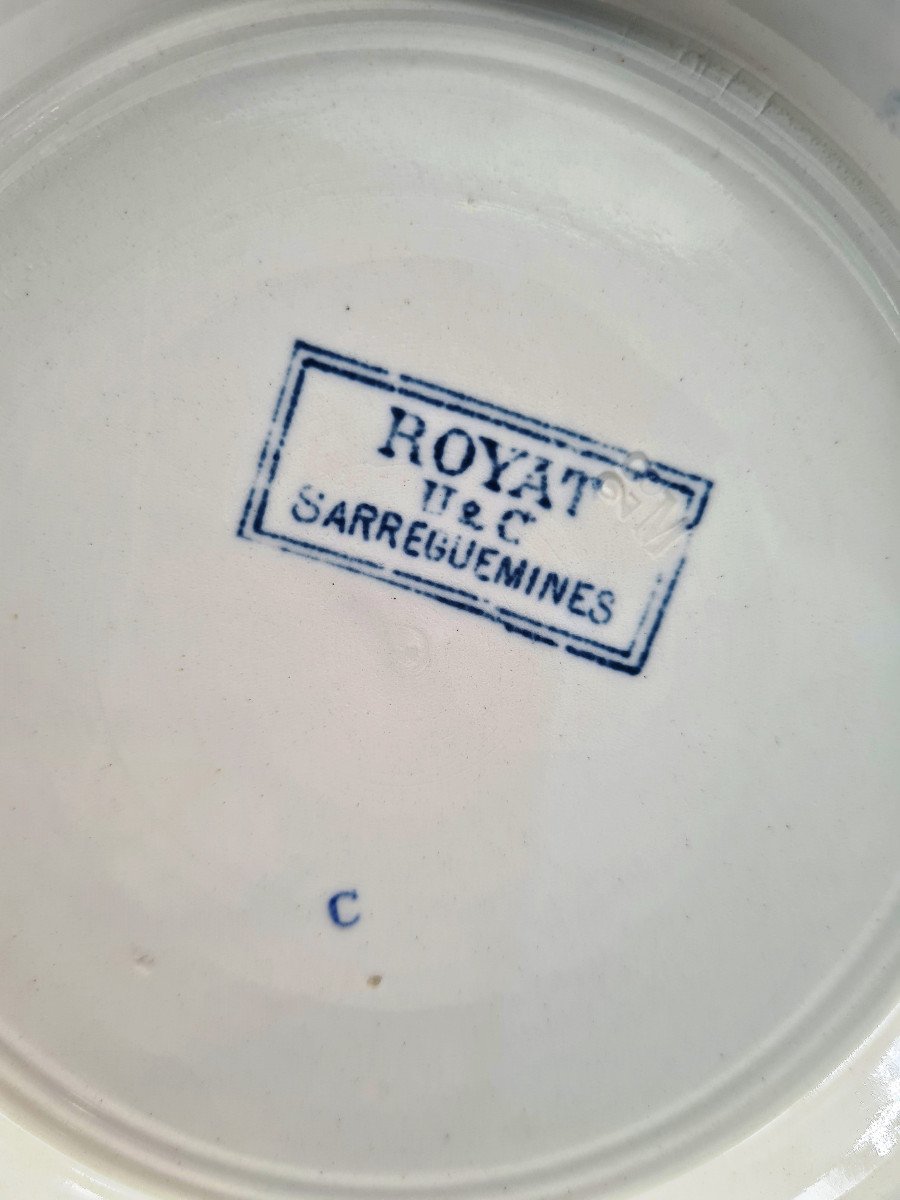 ROYAT
U & C
SARREGUEMINES
C